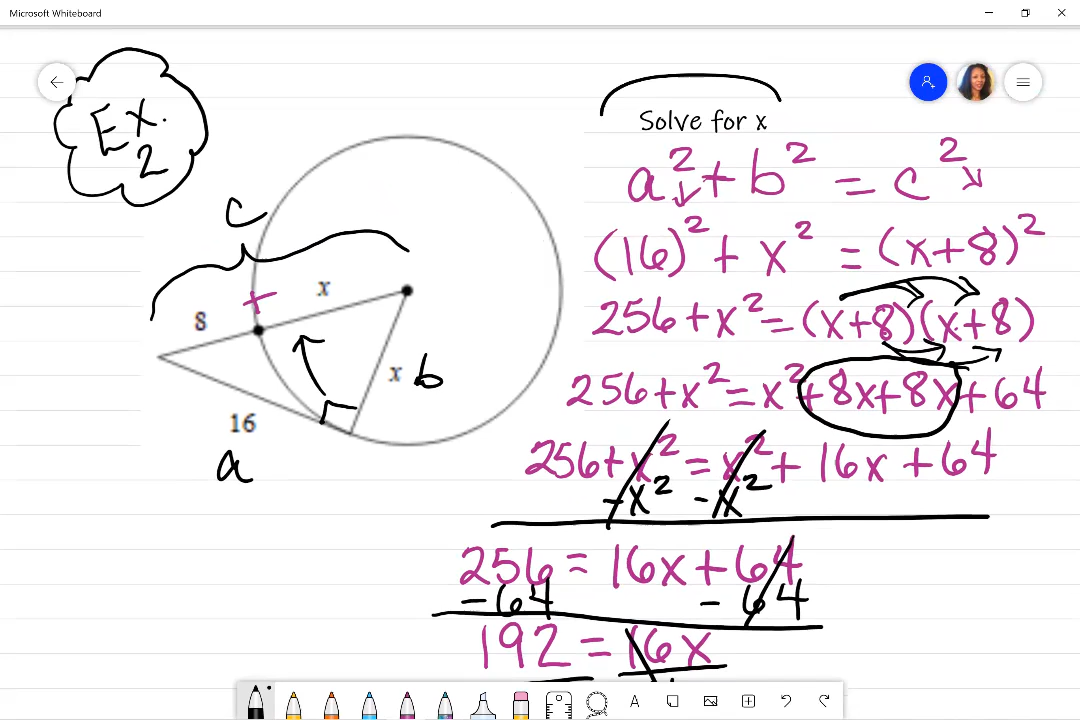 Microsoft Whiteboard
Ex. 2
Solve for x
a² + b² = c²
(16)² + x² = (x+8)²
256 + x² = (x+8)(x+8)
256 + x² = x² + 8x + 8x + 64
256 + x² = x² + 16x + 64
-x² -x²
256 = 16x + 64
-64 -64
192 = 16x
c
x
8
x b
16
a
A